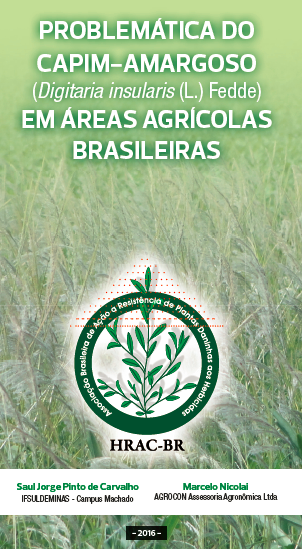 PROBLEMÁTICA DO
CAPIM-AMARGOSO
(Digitaria insularis (L.) Fedde)
EM ÁREAS AGRÍCOLAS
BRASILEIRAS
Associação Brasileira de Ação a Resistência de Plantas Daninhas aos Herbicidas
HRAC-BR
Saul Jorge Pinto de Carvalho
IFSULDEMINAS - Campus Machado
Marcelo Nicolai
AGROCON Assessoria Agronômica Ltda
- 2016 -